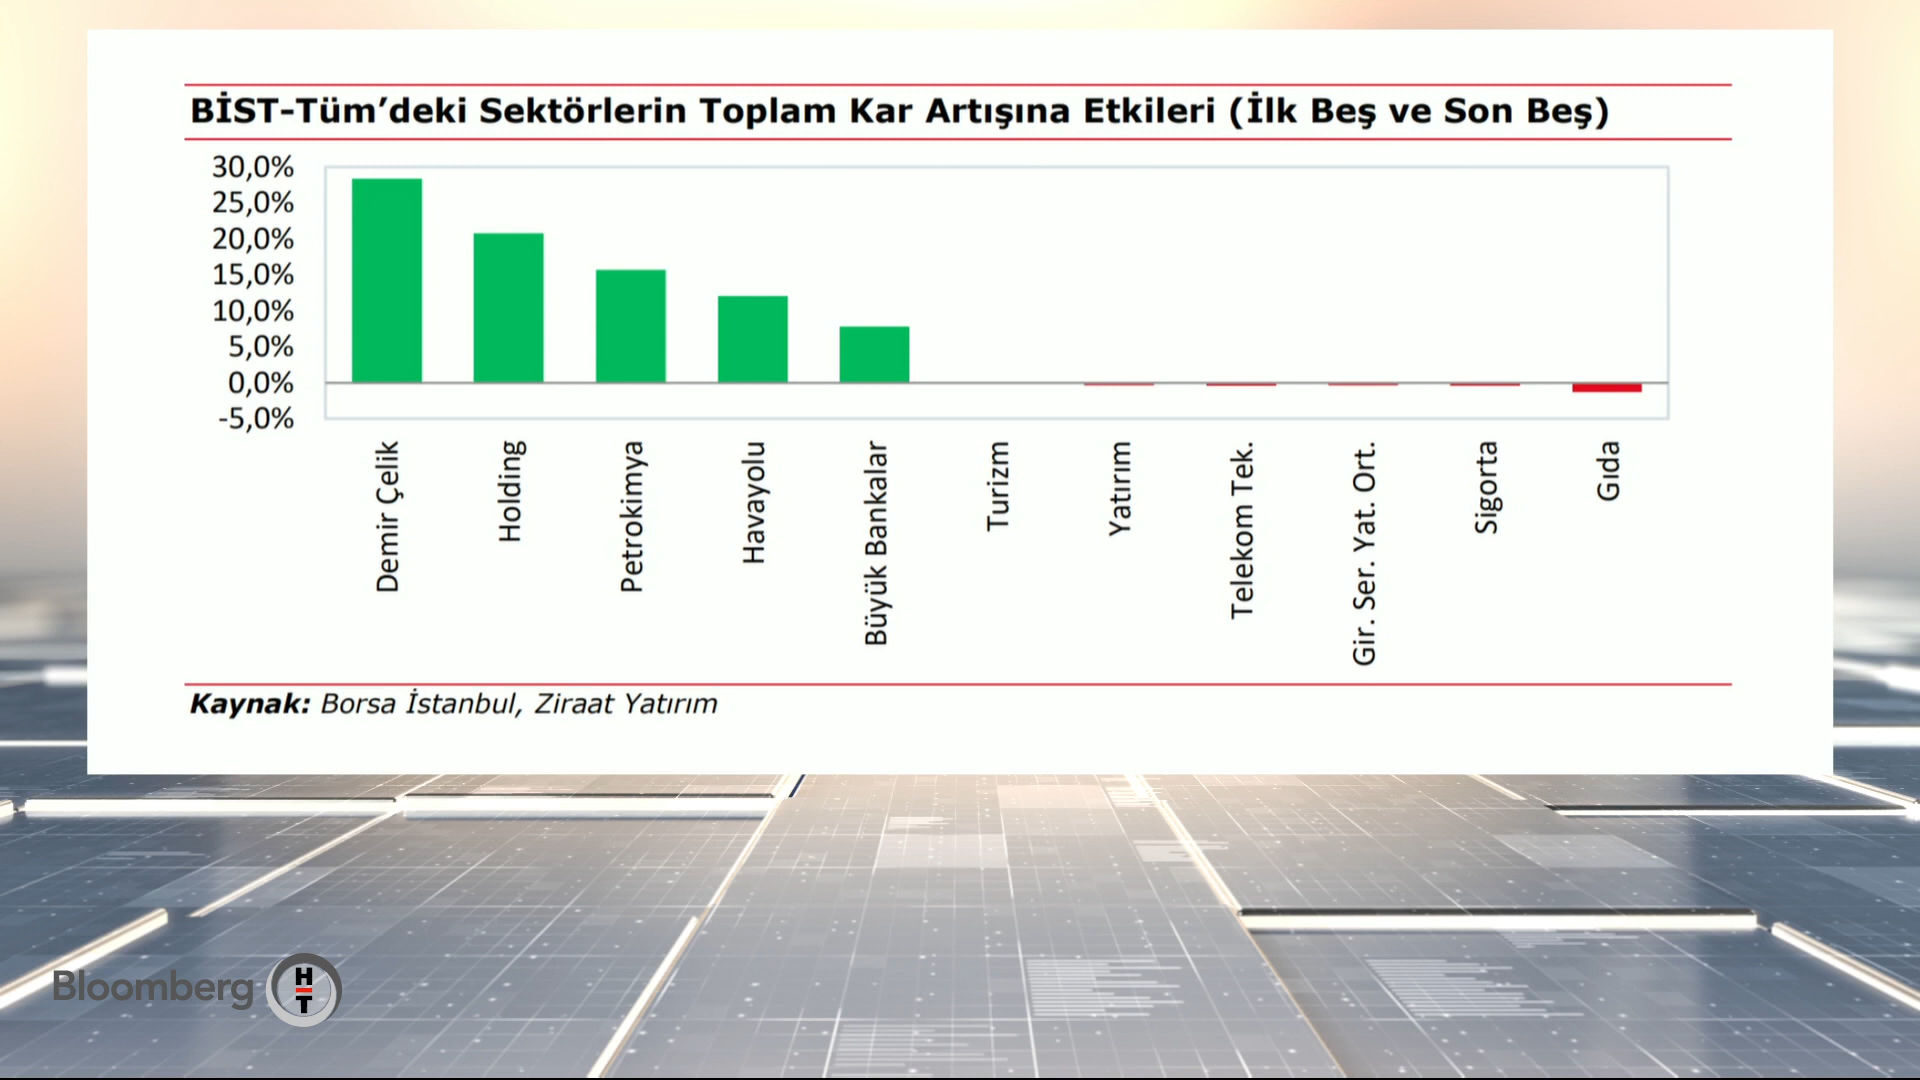 BİST-Tüm’deki Sektörlerin Toplam Kar Artışına Etkileri (İlk Beş ve Son Beş)
30,0%
25,0%
20,0%
15,0%
10,0%
5,0%
0,0%
-5,0%
Demir Çelik
Holding
Petrokimya
Havayolu
Büyük Bankalar
Turizm
Yatırım
Telekom Tek.
Gir. Ser. Yat. Ort.
Sigorta
Gıda
Kaynak: Borsa İstanbul, Ziraat Yatırım
Bloomberg HT